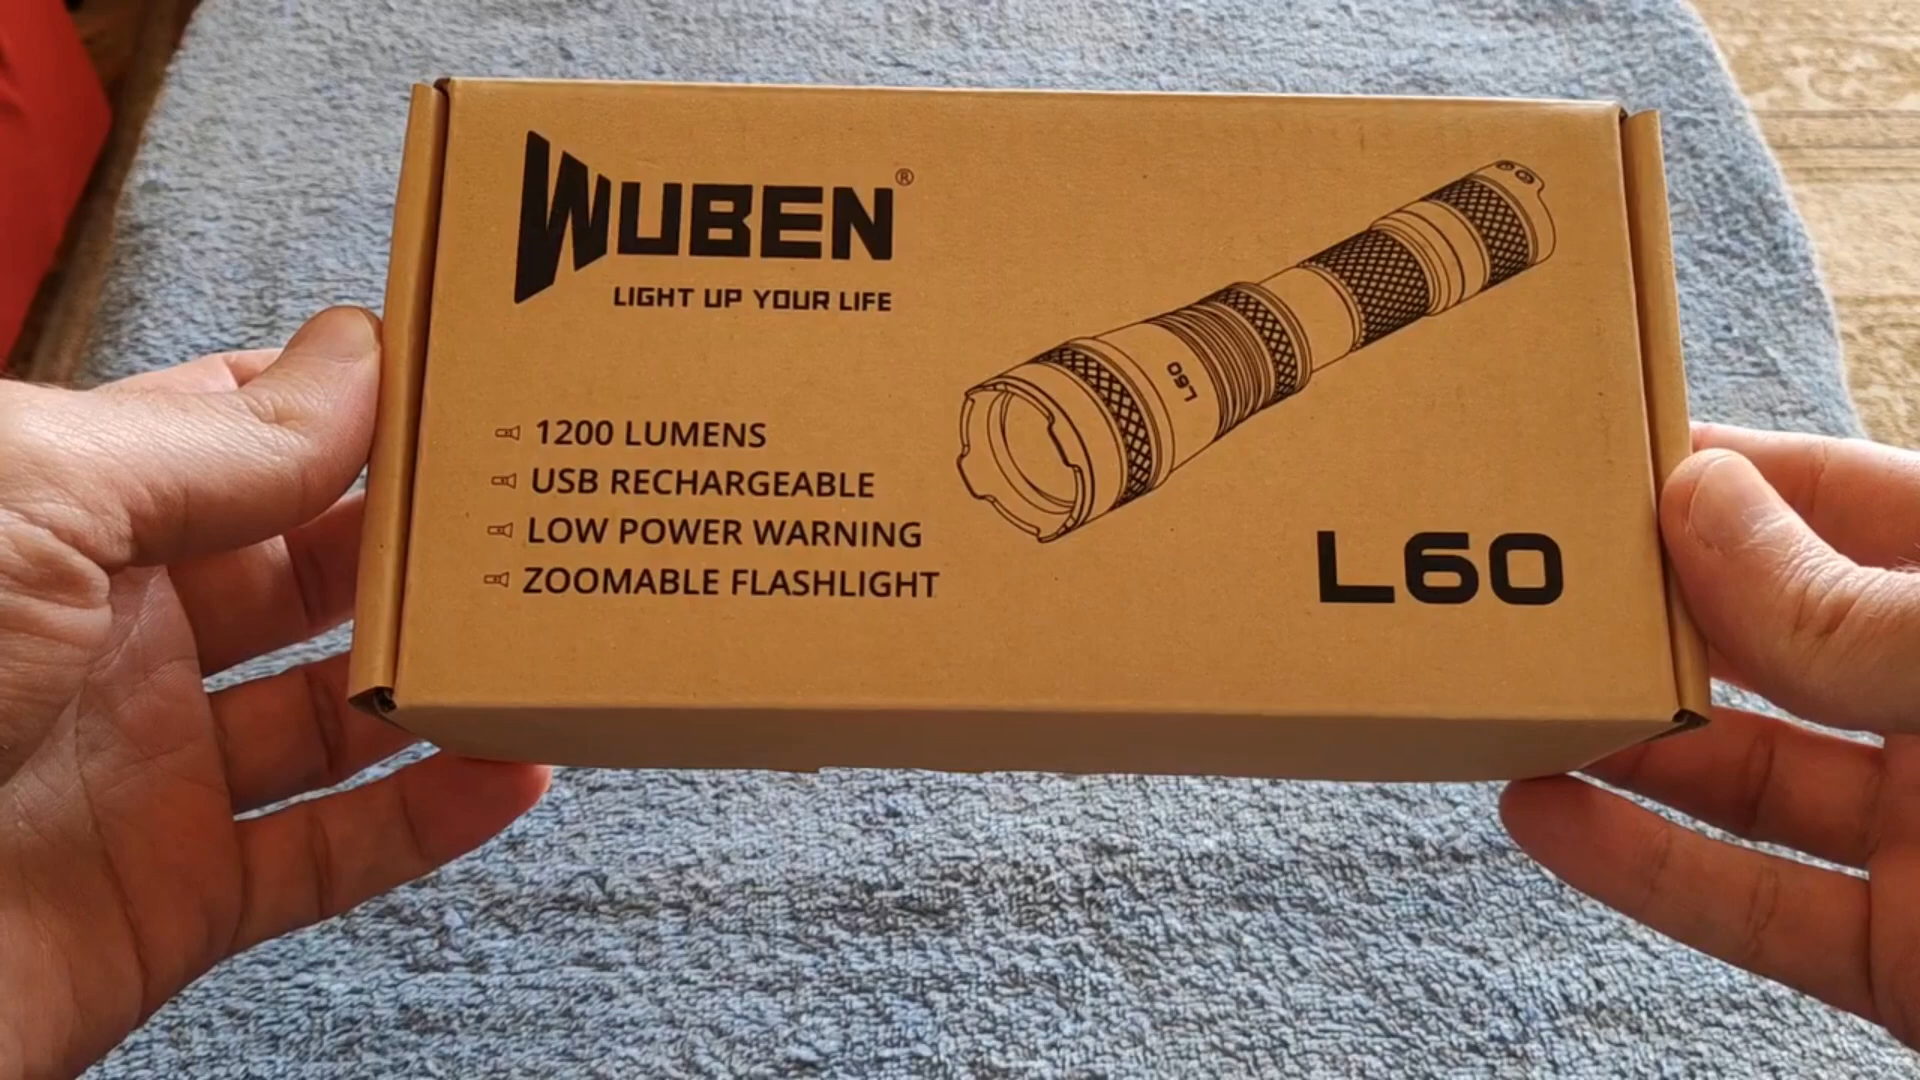 WUBEN®
LIGHT UP YOUR LIFE
1200 LUMENS
USB RECHARGEABLE
LOW POWER WARNING
ZOOMABLE FLASHLIGHT
L60
L60